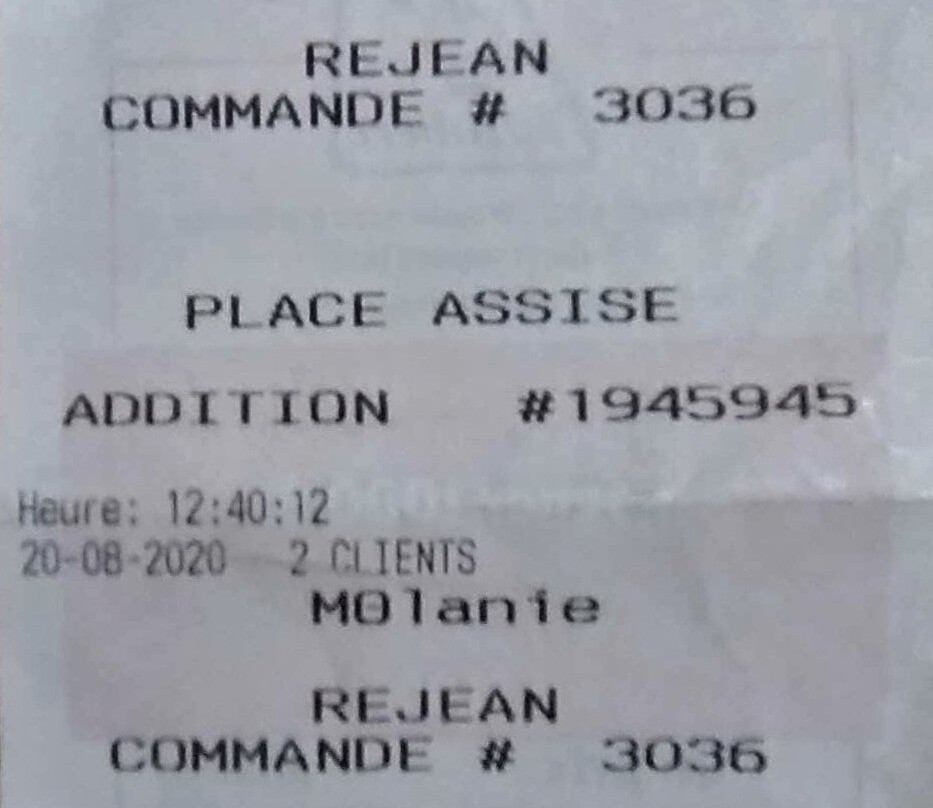 REJEAN
COMMANDE # 3036
PLACE ASSISE
ADDITION #1945945
Heure: 12:40:12
20-08-2020 2 CLIENTS
MOlanie
REJEAN
COMMANDE # 3036